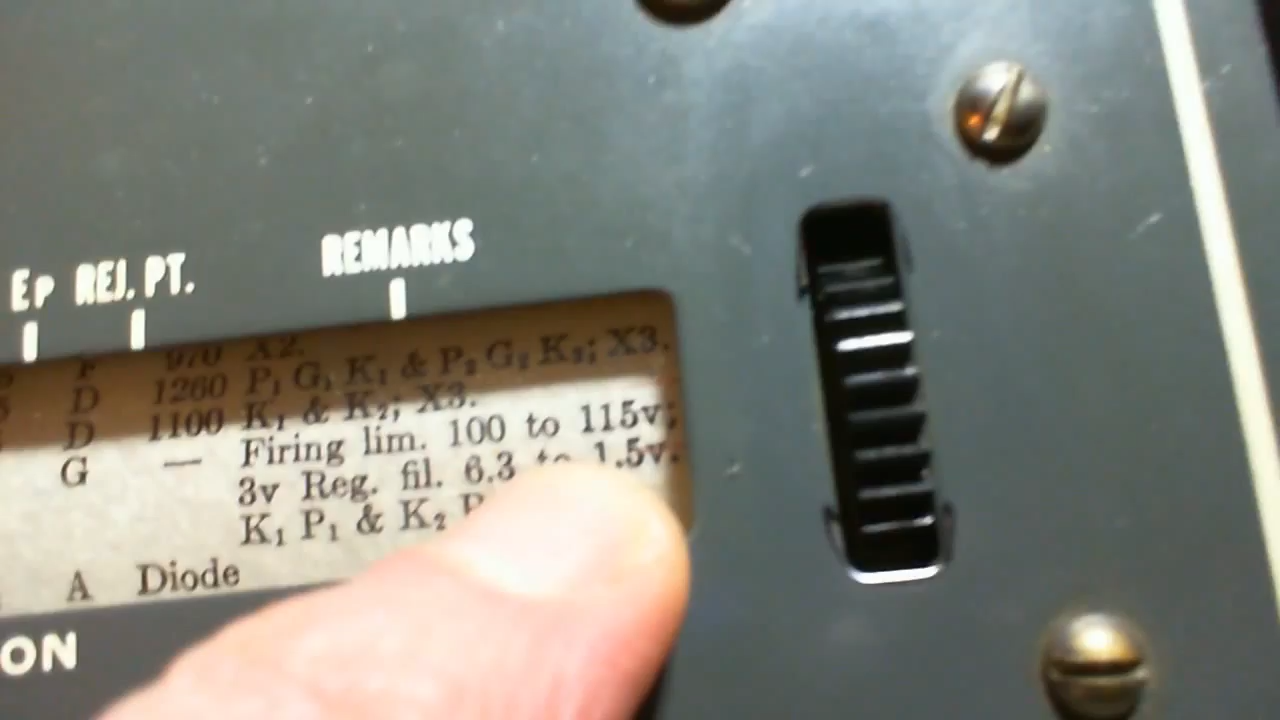 Ep REJ. PT. REMARKS
F 970 X2.
D 1260 P₁ G₁ K₁ & P₂ G₂ K₂; X3.
D 1100 K₁ & K₂; X3.
G — Firing lim. 100 to 115v;
3v Reg. fil. 6.3 to 1.5v.
K₁ P₁ & K₂
A Diode
ON